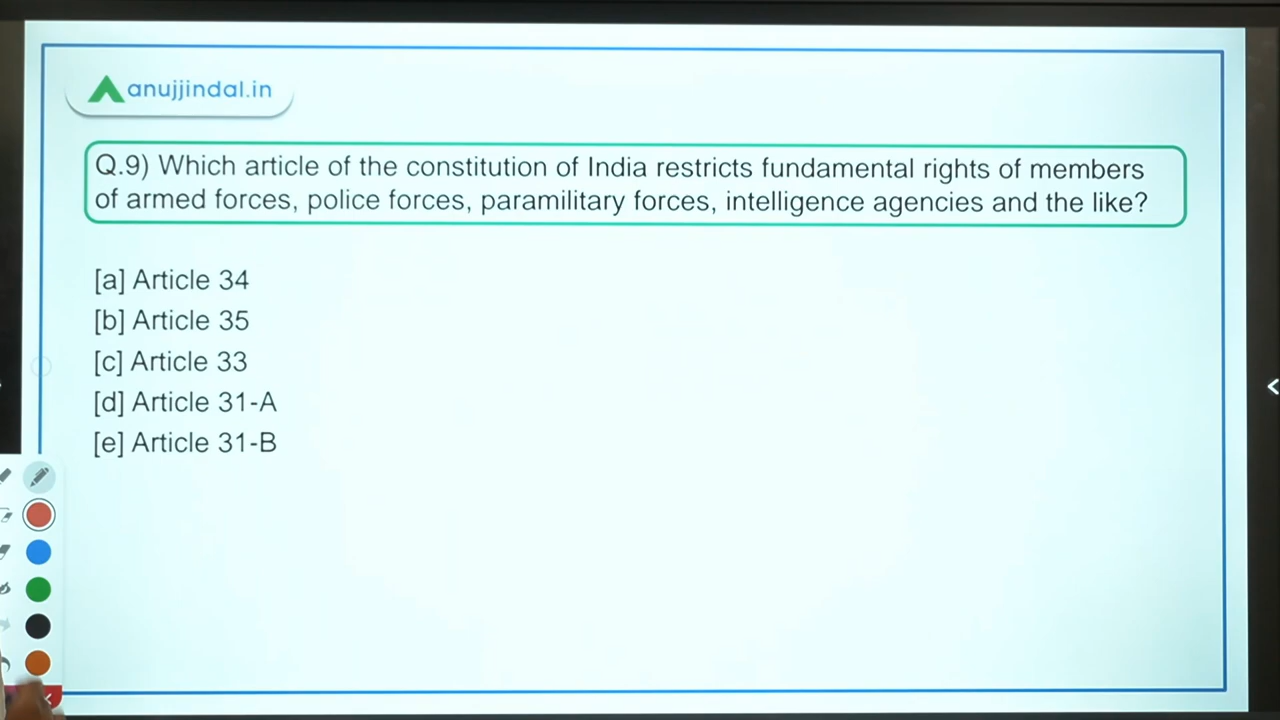 anujjindal.in
Q.9) Which article of the constitution of India restricts fundamental rights of members
of armed forces, police forces, paramilitary forces, intelligence agencies and the like?
[a] Article 34
[b] Article 35
[c] Article 33
[d] Article 31-A
[e] Article 31-B